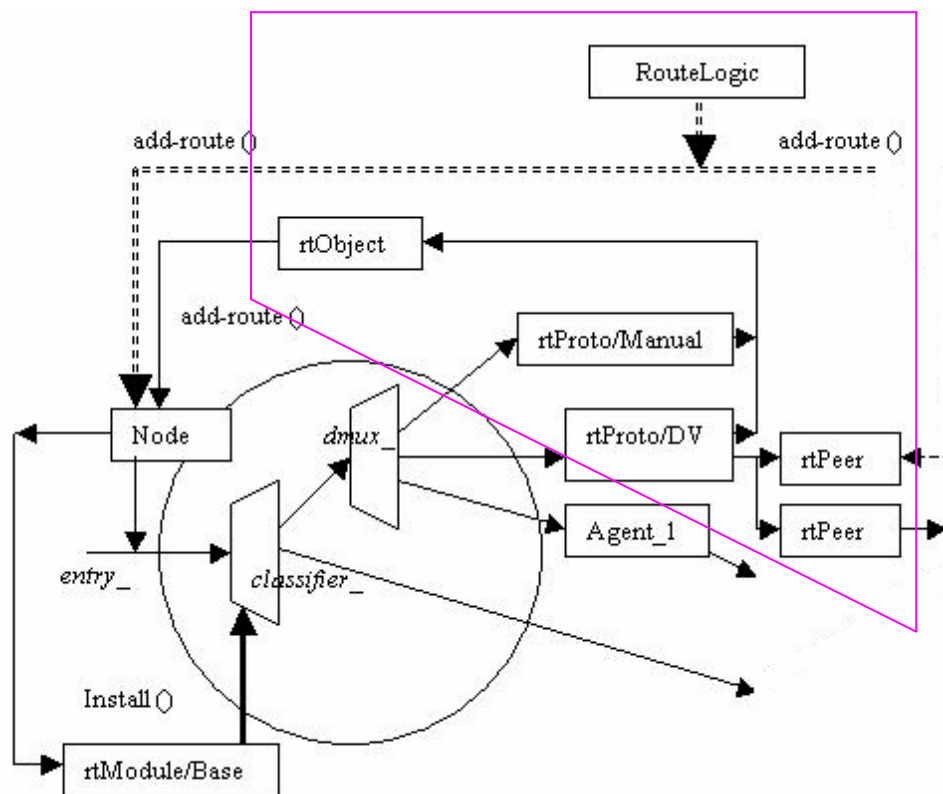 RouteLogic
add-route ()
add-route ()
rtObject
add-route ()
rtProto/Manual
Node
dmux_
rtProto/DV
rtPeer
Agent_1
rtPeer
entry_
classifier_
Install ()
rtModule/Base